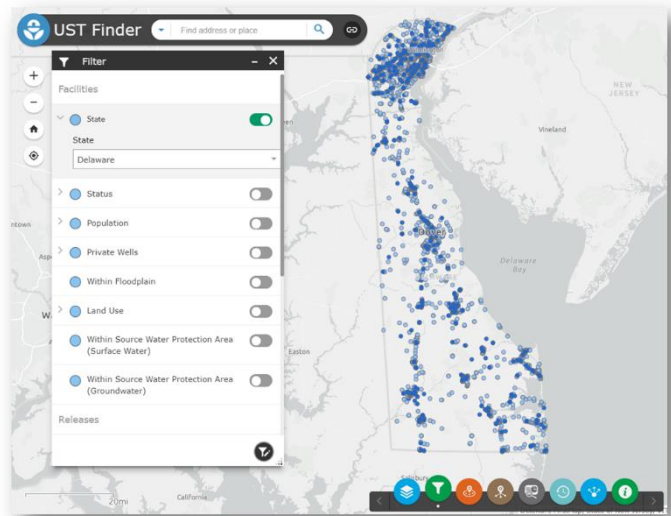 UST Finder
Find address or place
Filter
Facilities
State
State
Delaware
Status
Population
Private Wells
Within Floodplain
Land Use
Within Source Water Protection Area
(Surface Water)
Within Source Water Protection Area
(Groundwater)
Releases
Wilmington
NEW
JERSEY
Vineland
Dover
Delaware
Bay
Easton
Salisbury
California
20mi